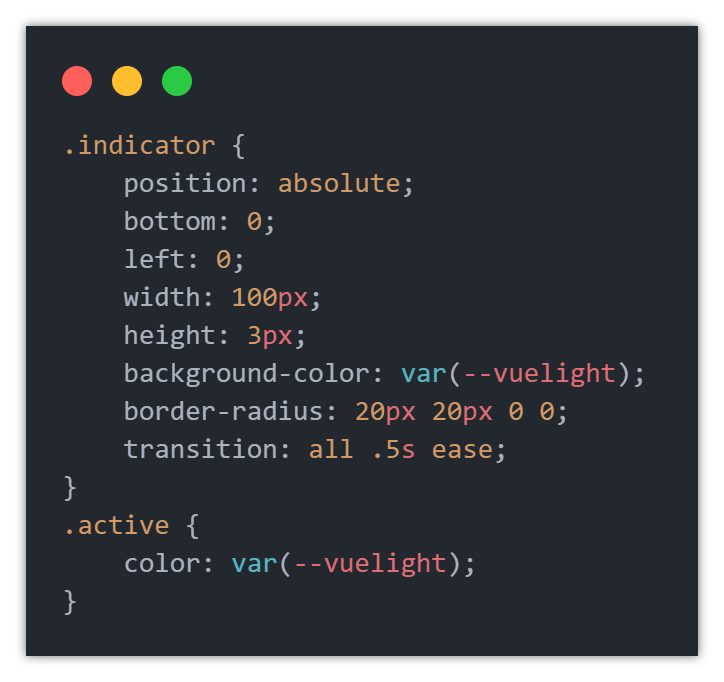 .indicator {
    position: absolute;
    bottom: 0;
    left: 0;
    width: 100px;
    height: 3px;
    background-color: var(--vuelight);
    border-radius: 20px 20px 0 0;
    transition: all .5s ease;
}
.active {
    color: var(--vuelight);
}